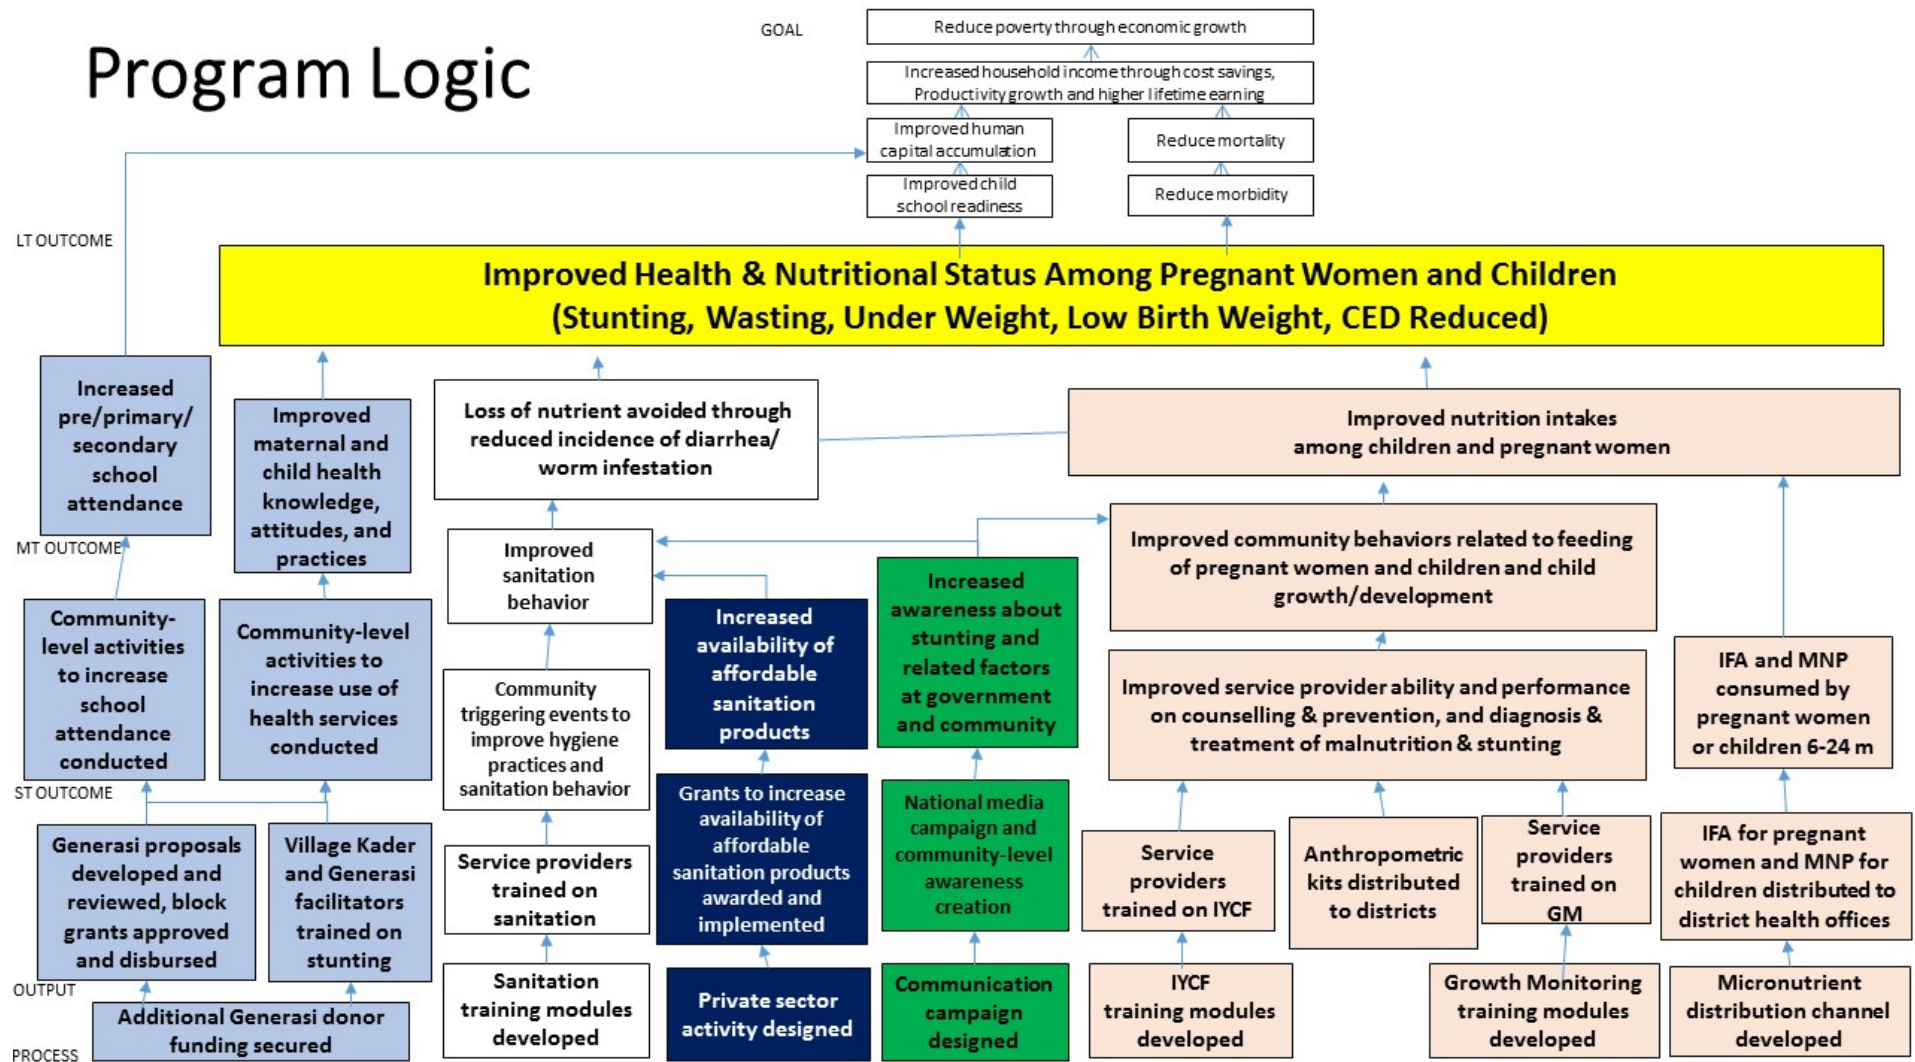 Program Logic
GOAL
Reduce poverty through economic growth
Increased household income through cost savings,
Productivity growth and higher lifetime earning
Improved human
capital accumulation
Reduce mortality
Improved child
school readiness
Reduce morbidity
LT OUTCOME
Improved Health & Nutritional Status Among Pregnant Women and Children
(Stunting, Wasting, Under Weight, Low Birth Weight, CED Reduced)
Increased
pre/primary/
secondary
school
attendance
Improved
maternal and
child health
knowledge,
attitudes, and
practices
Loss of nutrient avoided through
reduced incidence of diarrhea/
worm infestation
Improved nutrition intakes
among children and pregnant women
MT OUTCOME
Improved
sanitation
behavior
Increased
awareness about
stunting and
related factors
at government
and community
Improved community behaviors related to feeding
of pregnant women and children and child
growth/development
Community-
level activities
to increase
school
attendance
conducted
Community-level
activities to
increase use of
health services
conducted
Community
triggering events to
improve hygiene
practices and
sanitation behavior
Increased
availability of
affordable
sanitation
products
Improved service provider ability and performance
on counselling & prevention, and diagnosis &
treatment of malnutrition & stunting
IFA and MNP
consumed by
pregnant women
or children 6-24 m
ST OUTCOME
Generasi proposals
developed and
reviewed, block
grants approved
and disbursed
Village Kader
and Generasi
facilitators
trained on
stunting
Service providers
trained on
sanitation
Grants to increase
availability of
affordable
sanitation products
awarded and
implemented
National media
campaign and
community-level
awareness
creation
Service
providers
trained on IYCF
Anthropometric
kits distributed
to districts
Service
providers
trained on
GM
IFA for pregnant
women and MNP for
children distributed to
district health offices
OUTPUT
Additional Generasi donor
funding secured
Sanitation
training modules
developed
Private sector
activity designed
Communication
campaign
designed
IYCF
training modules
developed
Growth Monitoring
training modules
developed
Micronutrient
distribution channel
developed
PROCESS